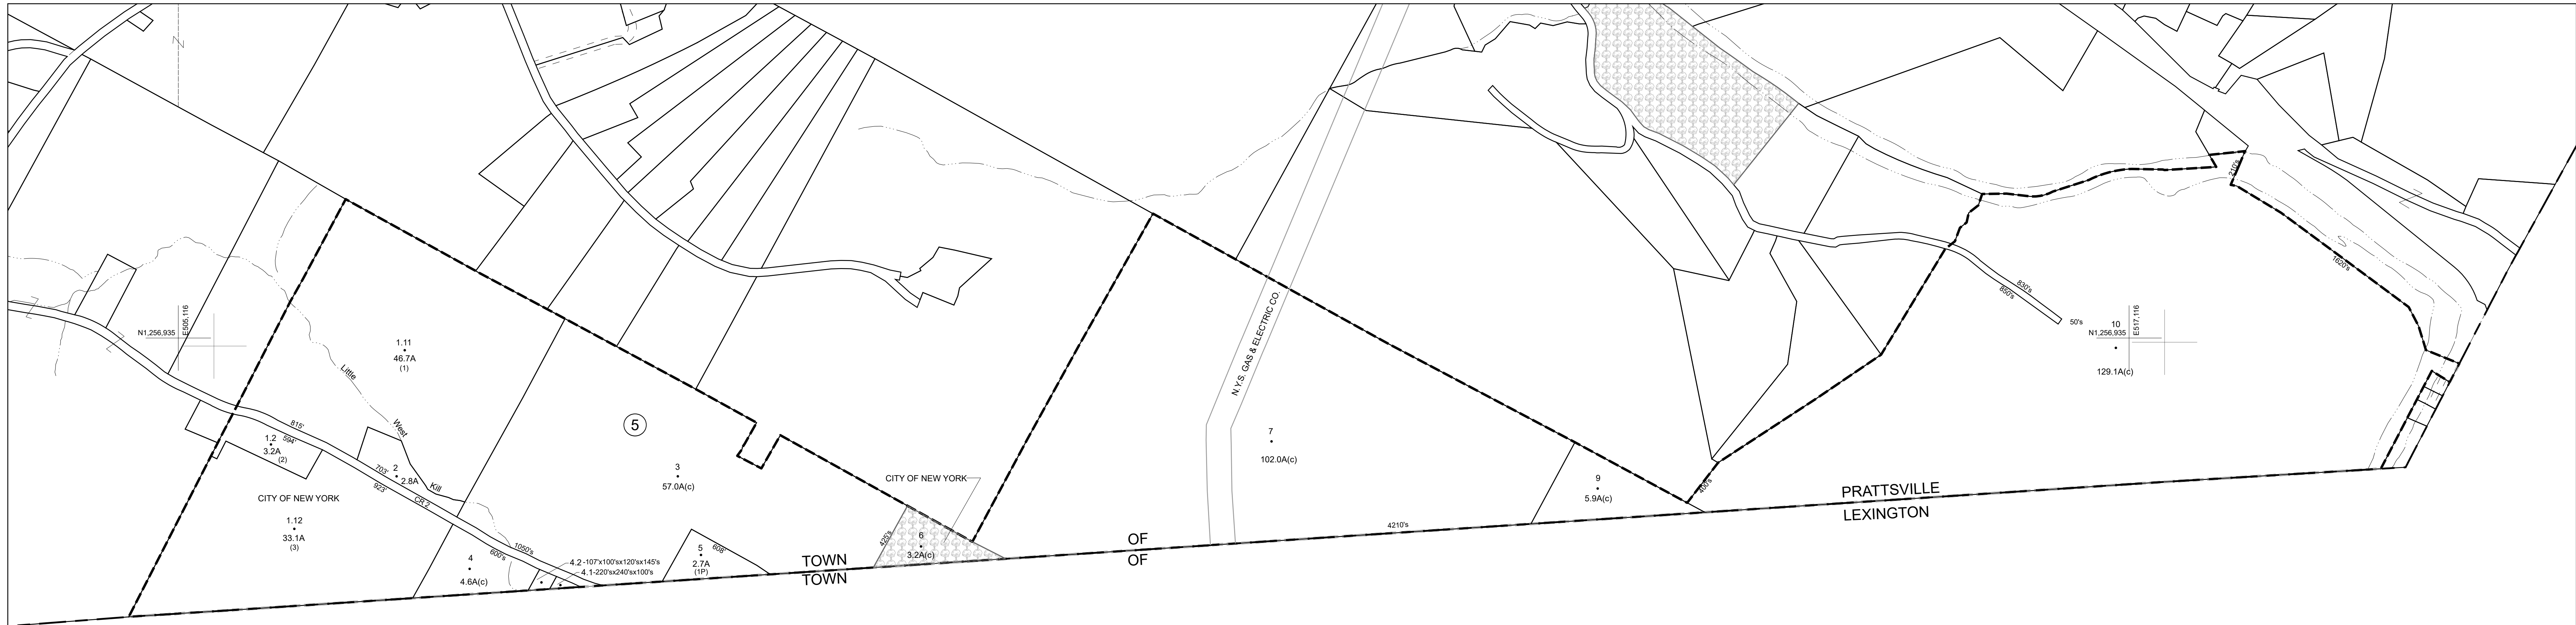 N1,256,935
E505,116
1.11
46.7A
(1)
Little
West
Kill
815'
594'
1.2
3.2A
(2)
703'
923'
2
2.8A
CR 2
CITY OF NEW YORK
1.12
33.1A
(3)
4
4.6A(c)
600's
1050's
4.2 -107'x100'sx120'sx145's
4.1-220'sx240'sx100's
5
3
57.0A(c)
5
2.7A
(1P)
608'
CITY OF NEW YORK
425's
6
3.2A(c)
TOWN OF PRATTSVILLE
TOWN OF LEXINGTON
N.Y.S. GAS & ELECTRIC CO.
7
102.0A(c)
4210's
9
5.9A(c)
400's
830's
850's
50's
10
N1,256,935
E517,116
129.1A(c)
210's
1620's